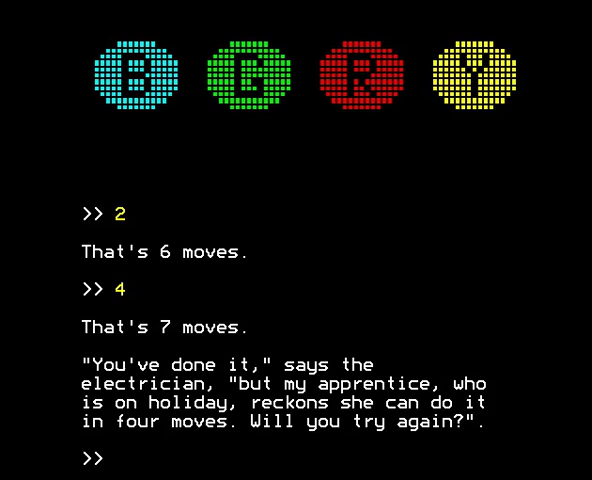 B G R Y
>> 2
That's 6 moves.
>> 4
That's 7 moves.
"You've done it," says the
electrician, "but my apprentice, who
is on holiday, reckons she can do it
in four moves. Will you try again?".
>>